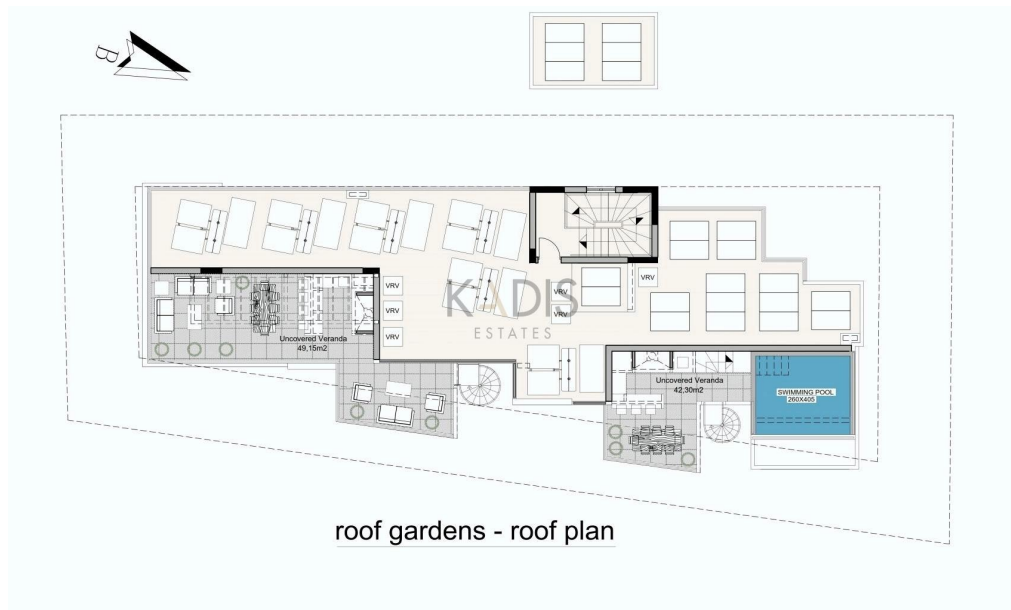 B
VRV
VRV
VRV
VRV
KADIS
ESTATES
VRV
VRV
Uncovered Veranda
49,15m2
Uncovered Veranda
42,30m2
SWIMMING POOL
260X405
roof gardens - roof plan